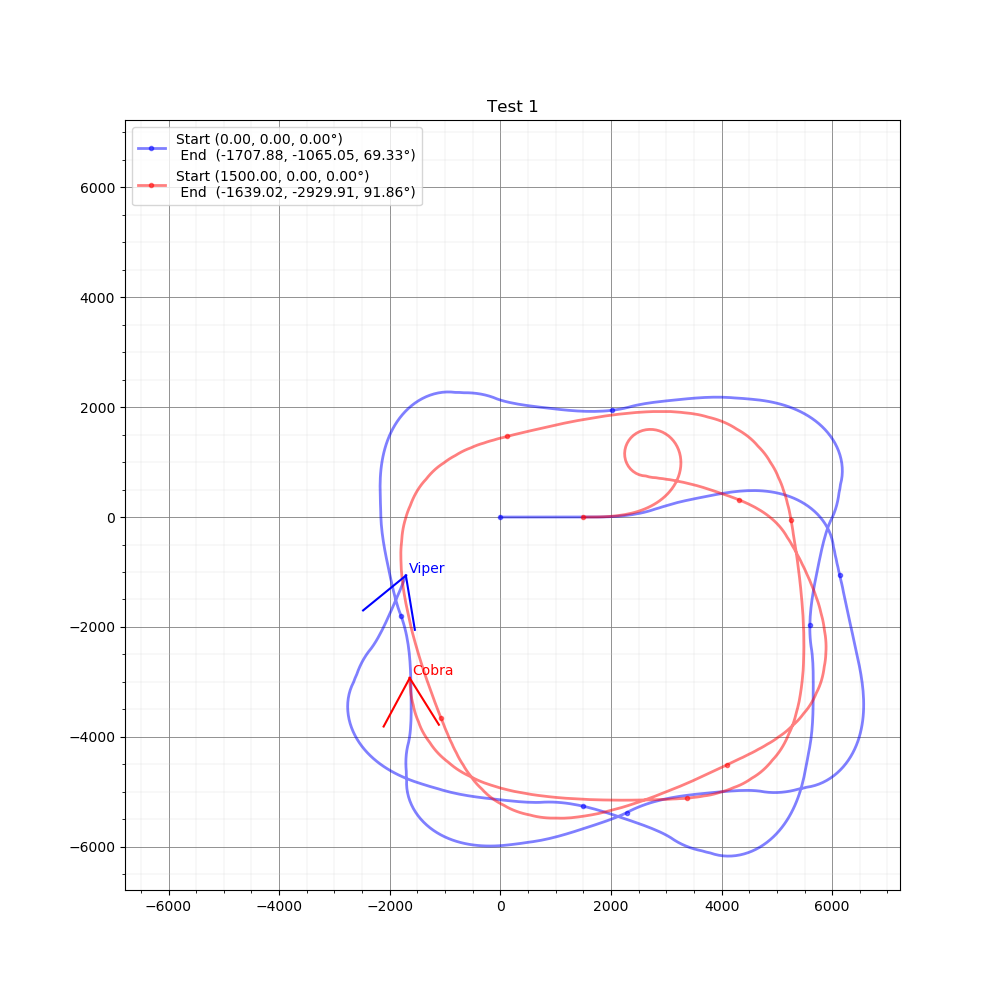 Test 1
Start (0.00, 0.00, 0.00°)
End (-1707.88, -1065.05, 69.33°)
Start (1500.00, 0.00, 0.00°)
End (-1639.02, -2929.91, 91.86°)
6000
4000
2000
0
Viper
−2000
Cobra
−4000
−6000
−6000 −4000 −2000 0 2000 4000 6000